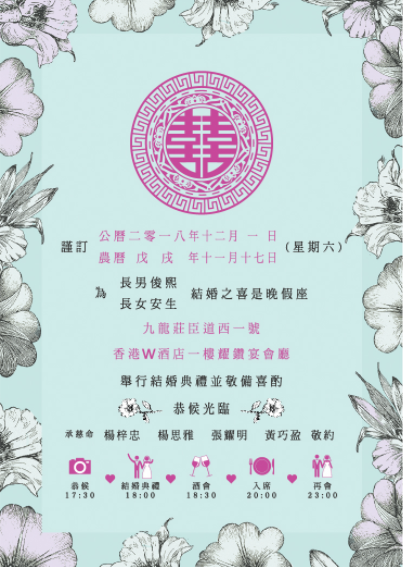 囍
謹訂
公曆二零一八年十二月 一 日
農曆 戊 戌 年十一月十七日
(星期六)
為
長男俊熙
長女安生
結婚之喜是晚假座
九龍莊臣道西一號
香港W酒店一樓耀鑽宴會廳
舉行結婚典禮並敬備喜酌
恭候光臨
承慈命 楊梓忠 楊思雅 張耀明 黃巧盈 敬約
恭候 結婚典禮 酒會 入席 再會
17:30 18:00 18:30 20:00 23:00